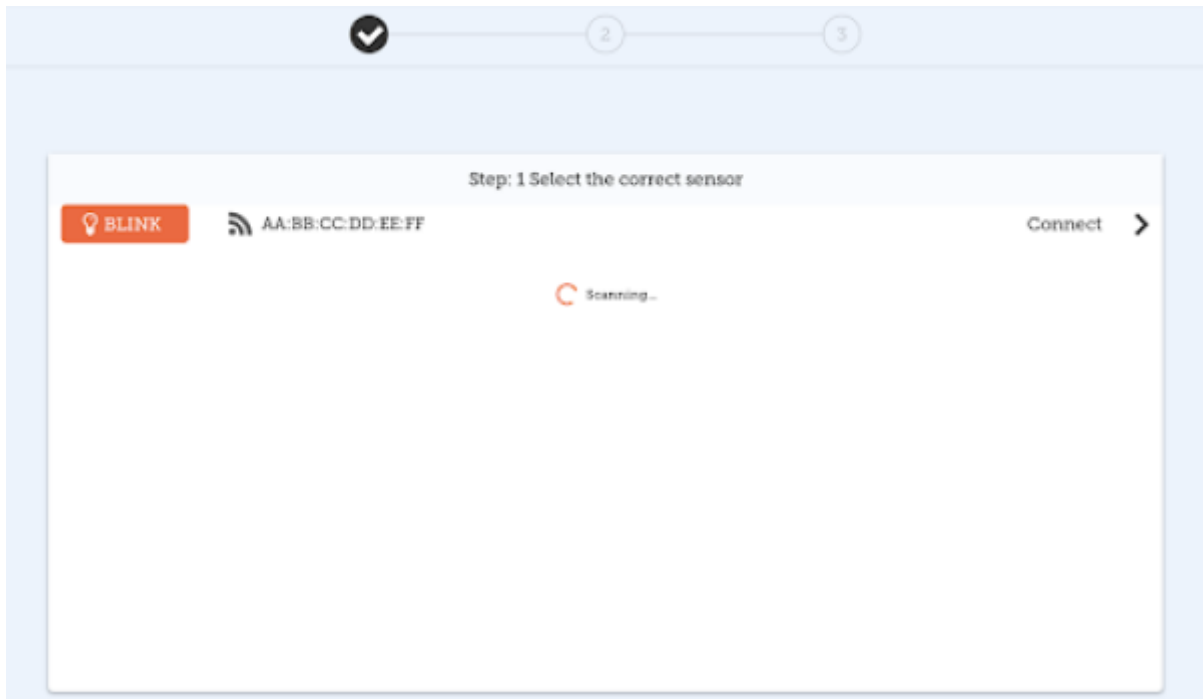 2 3
Step: 1 Select the correct sensor
BLINK AA:BB:CC:DD:EE:FF Connect
Scanning...